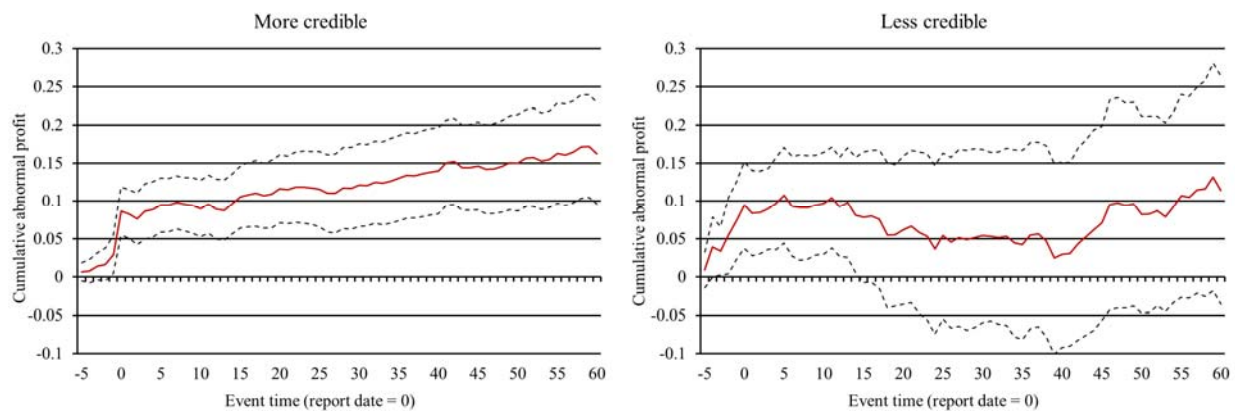 More credible
0.3
0.25
0.2
0.15
0.1
0.05
0
-0.05
-0.1
Cumulative abnormal profit
-5 0 5 10 15 20 25 30 35 40 45 50 55 60
Event time (report date = 0)
Less credible
0.3
0.25
0.2
0.15
0.1
0.05
0
-0.05
-0.1
Cumulative abnormal profit
-5 0 5 10 15 20 25 30 35 40 45 50 55 60
Event time (report date = 0)